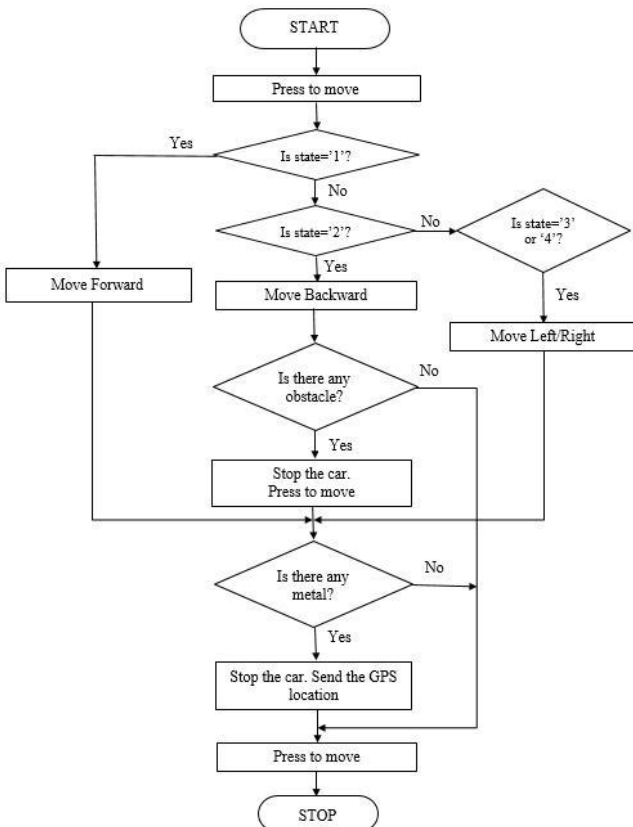 START
Press to move
Yes
Is state=’1’?
No
Is state=’2’?
No
Is state=’3’
or ‘4’?
Move Forward
Yes
Move Backward
Yes
Move Left/Right
Is there any
obstacle?
No
Yes
Stop the car.
Press to move
Is there any
metal?
No
Yes
Stop the car. Send the GPS
location
Press to move
STOP